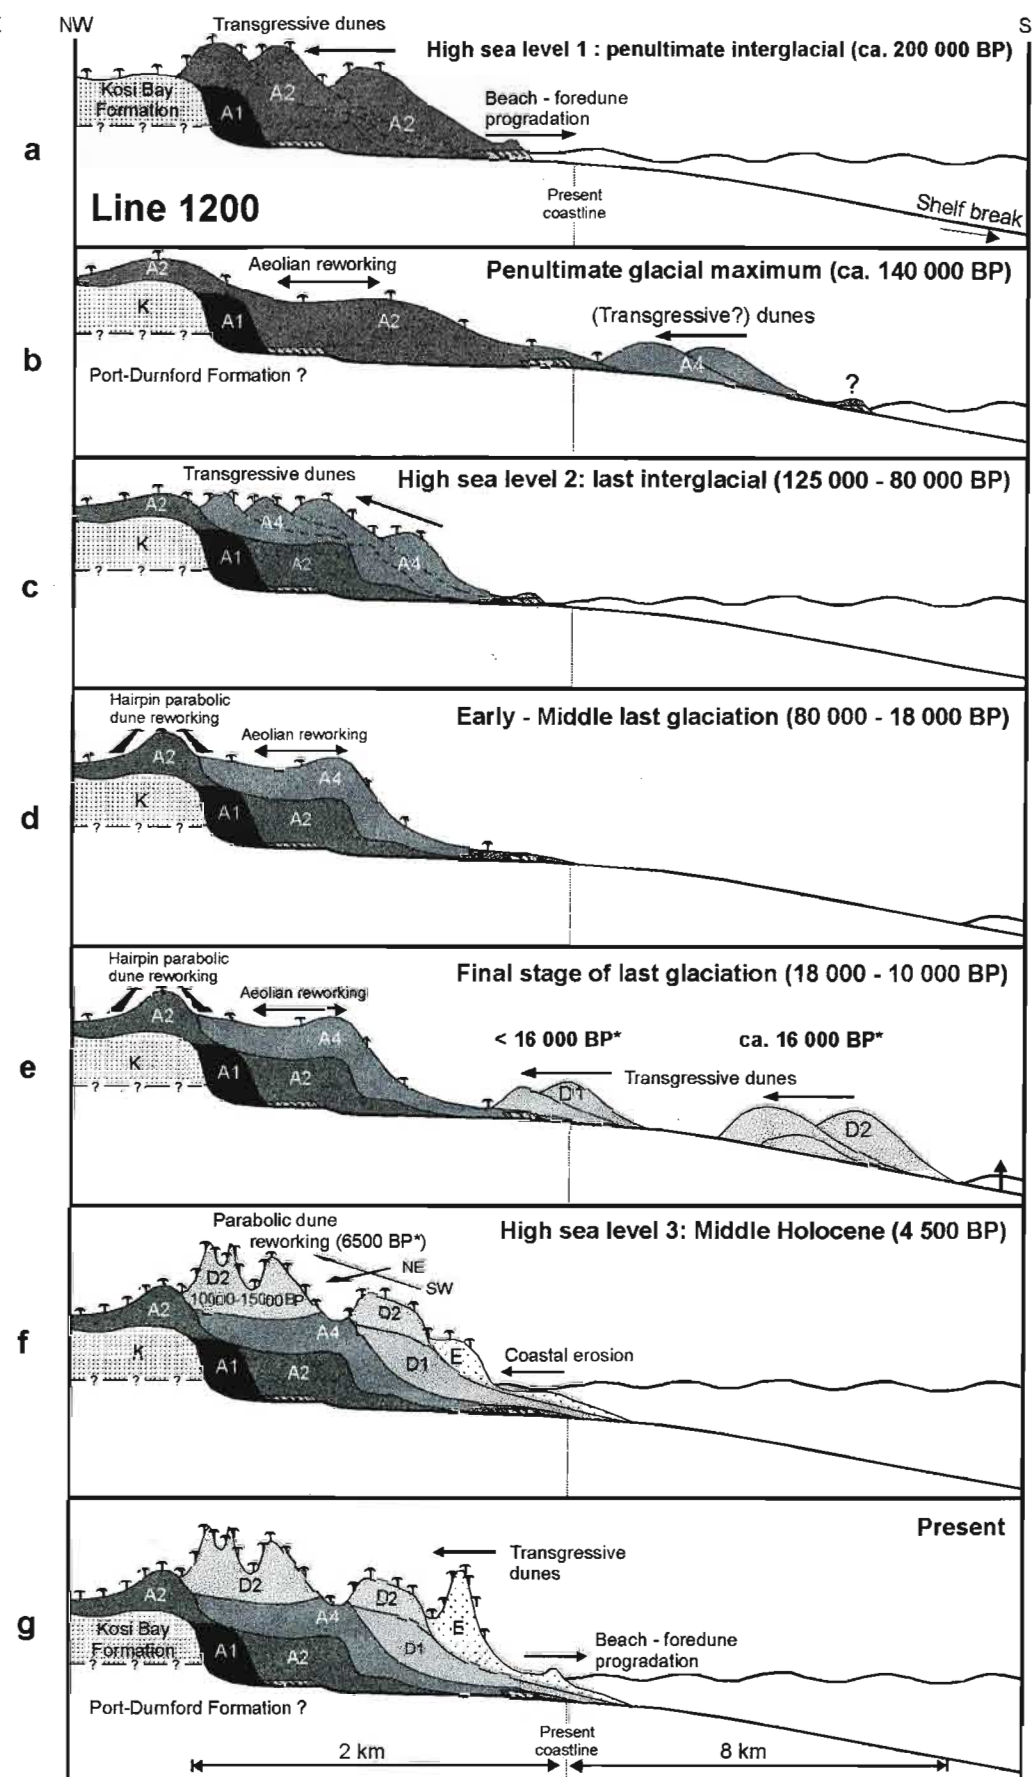 NW
S
Transgressive dunes
High sea level 1 : penultimate interglacial (ca. 200 000 BP)
Kosi Bay
Formation
A1
A2
A2
Beach - foredune
progradation
? ? ?
a
Present
coastline
Line 1200
Shelf break
Aeolian reworking
Penultimate glacial maximum (ca. 140 000 BP)
A2
K
A1
A2
(Transgressive?) dunes
A4
? ? ?
?
b
Port-Durnford Formation ?
Transgressive dunes
High sea level 2: last interglacial (125 000 - 80 000 BP)
A2
A4
K
A1
A2
A4
? ? ?
c
Hairpin parabolic
dune reworking
Early - Middle last glaciation (80 000 - 18 000 BP)
Aeolian reworking
A2
A4
K
A1
A2
? ? ?
d
Hairpin parabolic
dune reworking
Final stage of last glaciation (18 000 - 10 000 BP)
Aeolian reworking
A2
A4
< 16 000 BP*
ca. 16 000 BP*
K
A1
A2
Transgressive dunes
D1
D2
? ? ?
e
Parabolic dune
reworking (6500 BP*)
High sea level 3: Middle Holocene (4 500 BP)
NE
SW
D2
10000-15000 BP
A2
D2
A4
K
A1
A2
D1
E
Coastal erosion
? ? ?
f
Present
Transgressive
dunes
D2
A2
D2
A4
E
Kosi Bay
Formation
A1
A2
D1
Beach - foredune
progradation
? ? ?
g
Port-Durnford Formation ?
Present
coastline
2 km
8 km